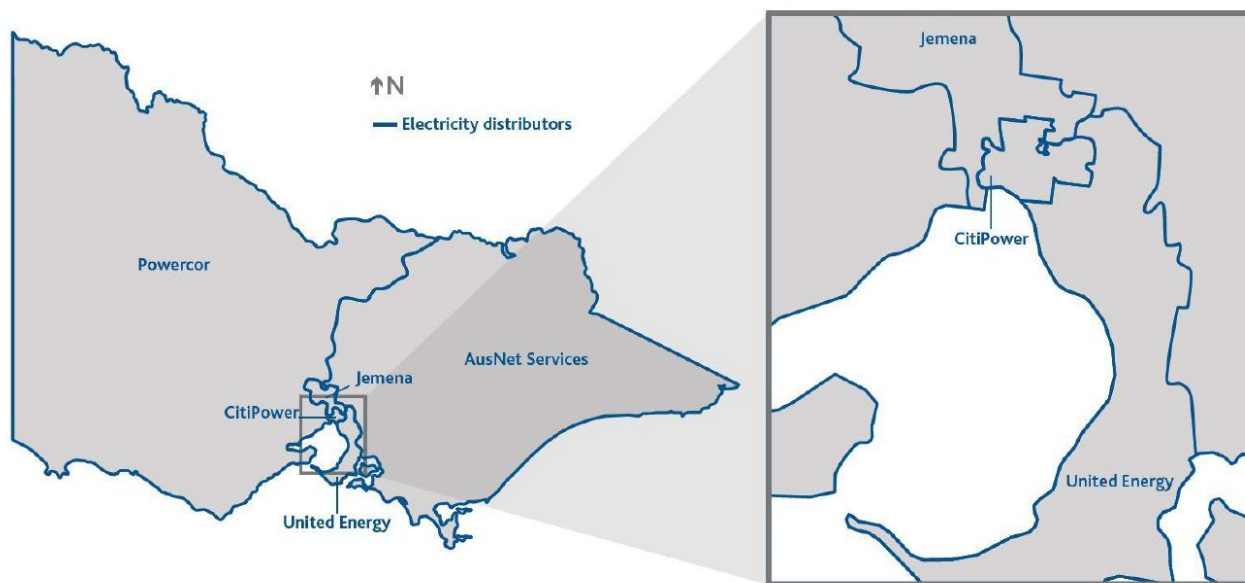 N
Electricity distributors
Powercor
AusNet Services
Jemena
CitiPower
United Energy
Jemena
CitiPower
United Energy